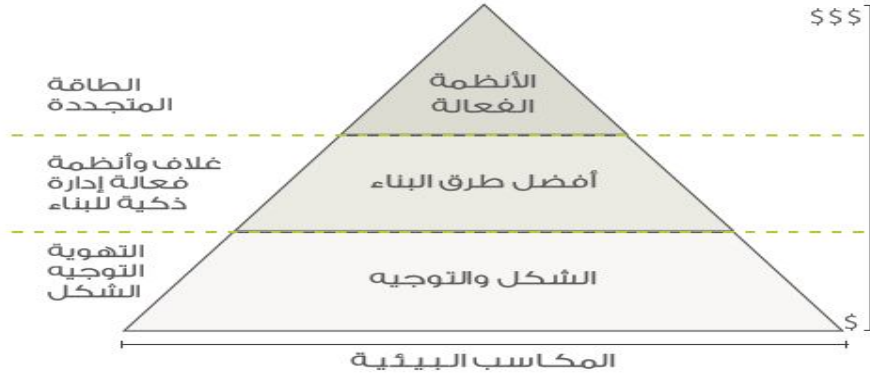 $$$
الأنظمة
الفعالة
الطاقة
المتجددة
أفضل طرق البناء
غلاف وأنظمة
فعالة إدارة
ذكية للبناء
الشكل والتوجيه
التهوية
التوجيه
الشكل
$
المكاسب البيئية